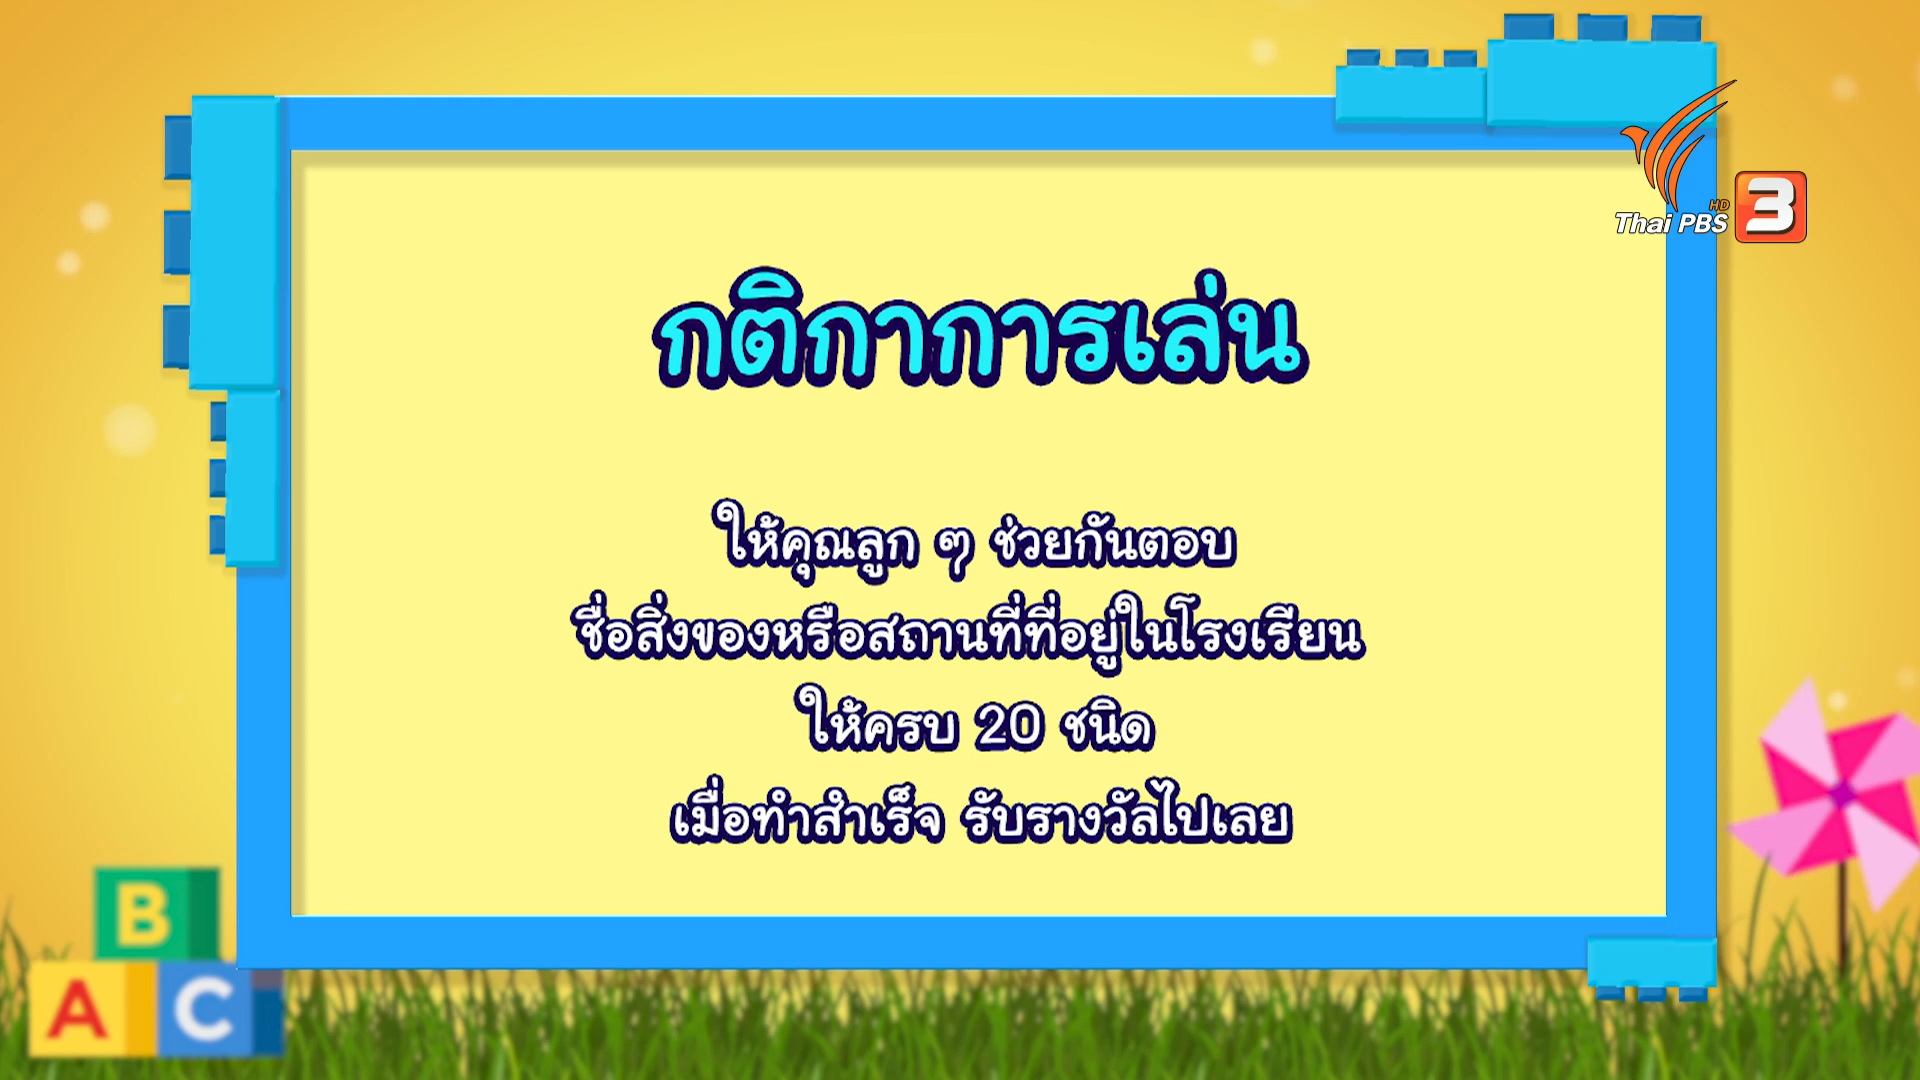 Thai PBS HD 3
กติกาการเล่น
ให้คุณลูก ๆ ช่วยกันตอบ
ชื่อสิ่งของหรือสถานที่ที่อยู่ในโรงเรียน
ให้ครบ 20 ชนิด
เมื่อทำสำเร็จ รับรางวัลไปเลย
B
A C